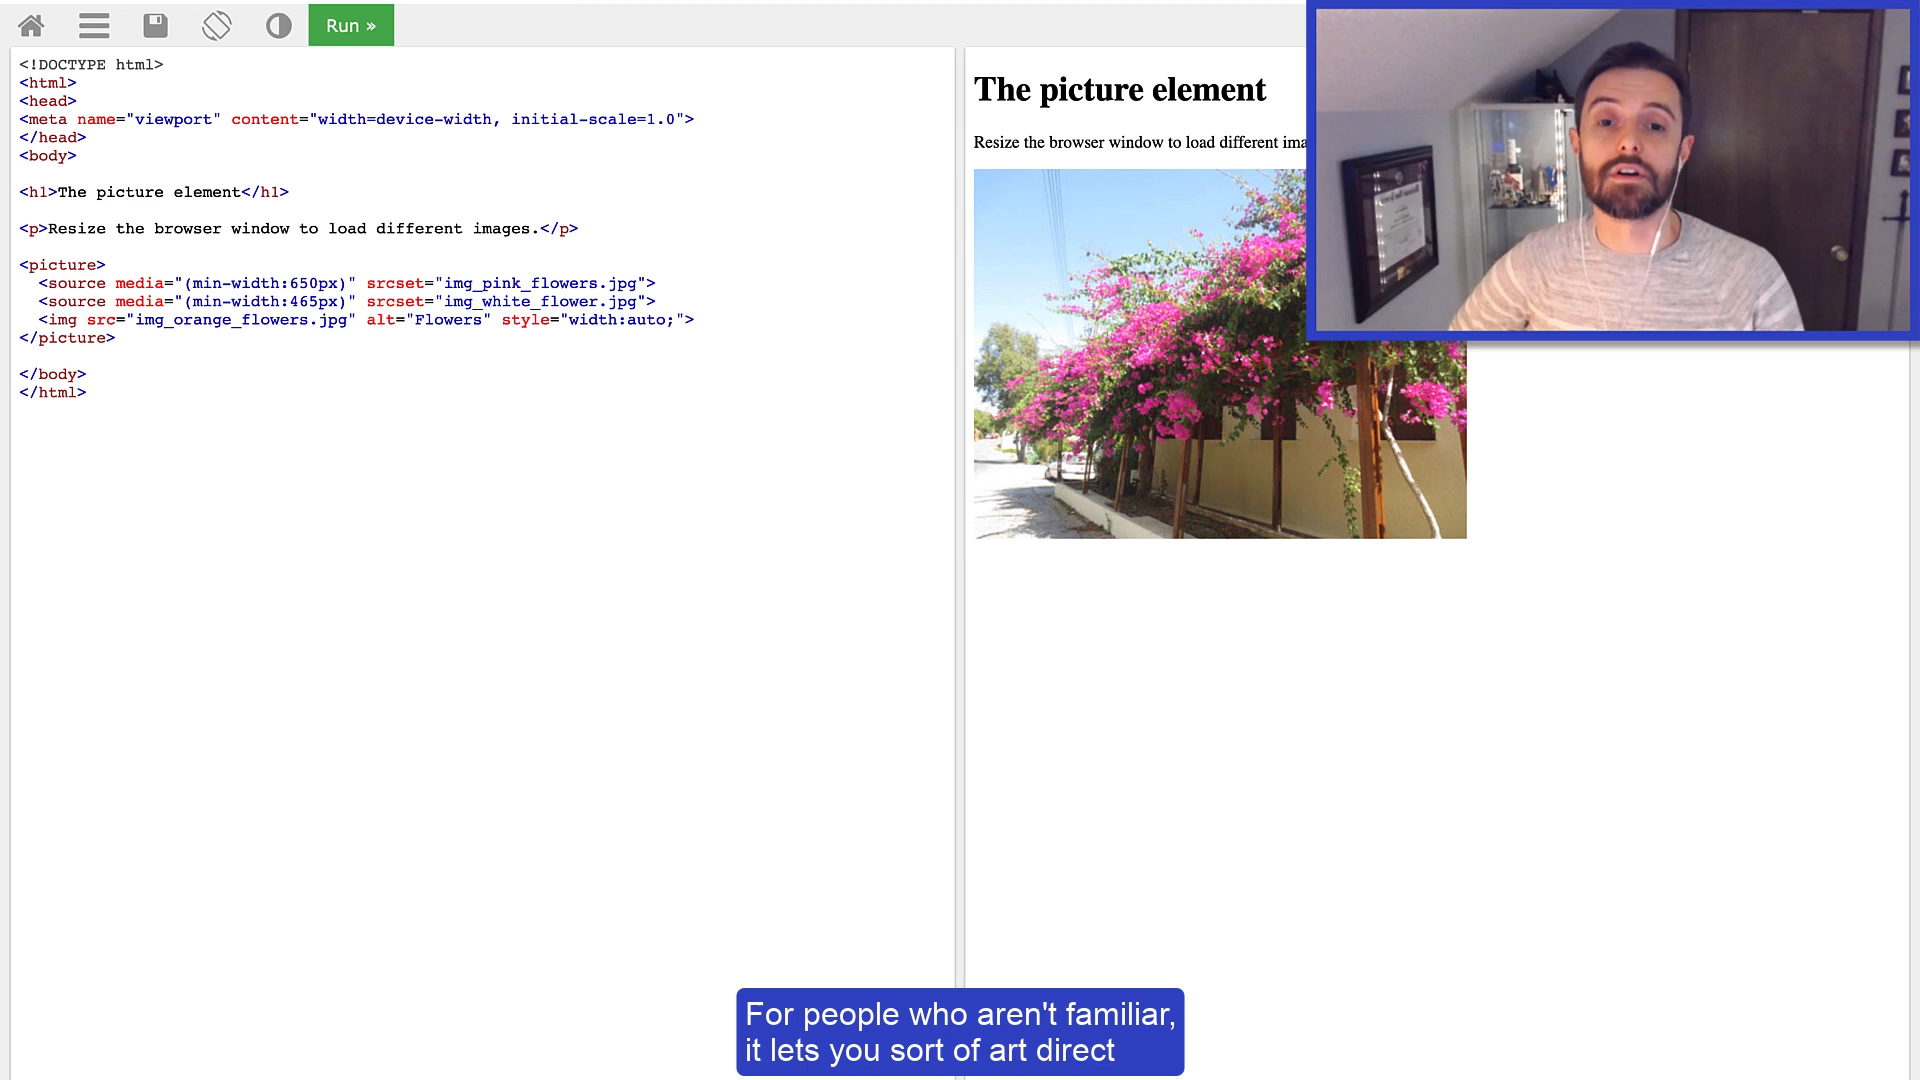 Run »
<!DOCTYPE html>
<html>
<head>
<meta name="viewport" content="width=device-width, initial-scale=1.0">
</head>
<body>
<h1>The picture element</h1>
<p>Resize the browser window to load different images.</p>
<picture>
<source media="(min-width:650px)" srcset="img_pink_flowers.jpg">
<source media="(min-width:465px)" srcset="img_white_flower.jpg">
<img src="img_orange_flowers.jpg" alt="Flowers" style="width:auto;">
</picture>
</body>
</html>
The picture element
Resize the browser window to load different ima
For people who aren't familiar,
it lets you sort of art direct